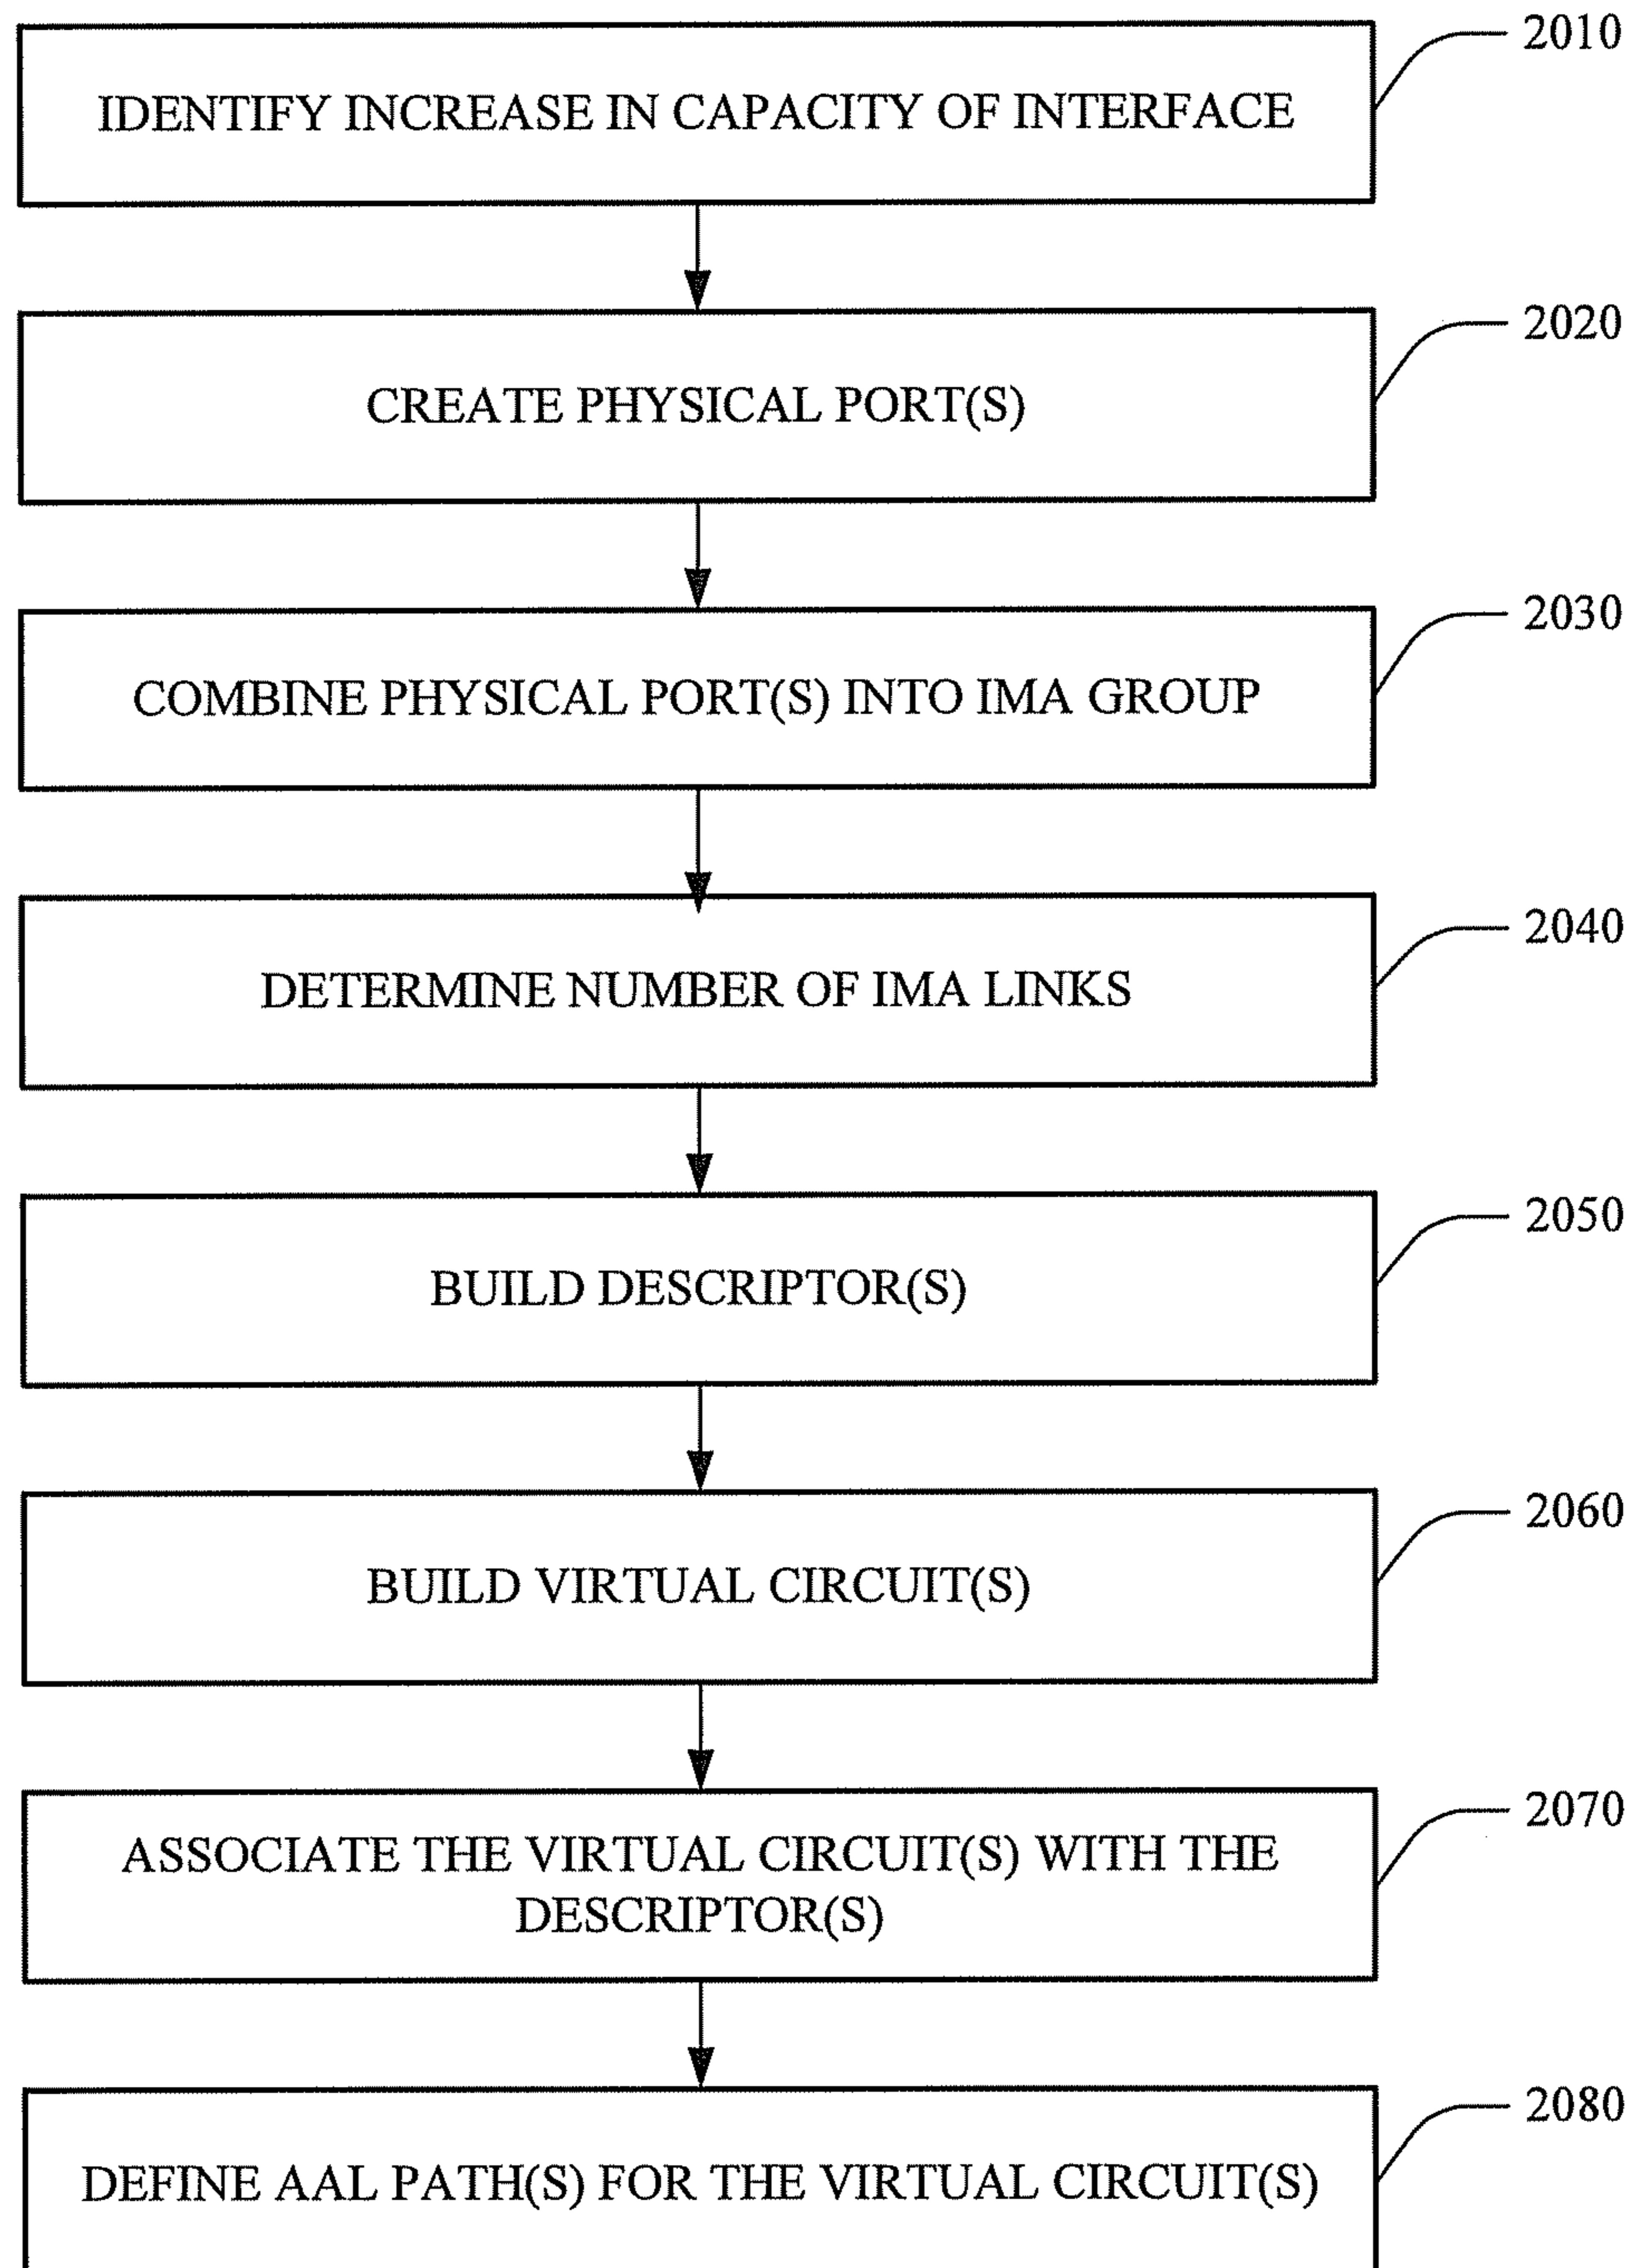 2010
IDENTIFY INCREASE IN CAPACITY OF INTERFACE
2020
CREATE PHYSICAL PORT(S)
2030
COMBINE PHYSICAL PORT(S) INTO IMA GROUP
2040
DETERMINE NUMBER OF IMA LINKS
2050
BUILD DESCRIPTOR(S)
2060
BUILD VIRTUAL CIRCUIT(S)
2070
ASSOCIATE THE VIRTUAL CIRCUIT(S) WITH THE
DESCRIPTOR(S)
2080
DEFINE AAL PATH(S) FOR THE VIRTUAL CIRCUIT(S)